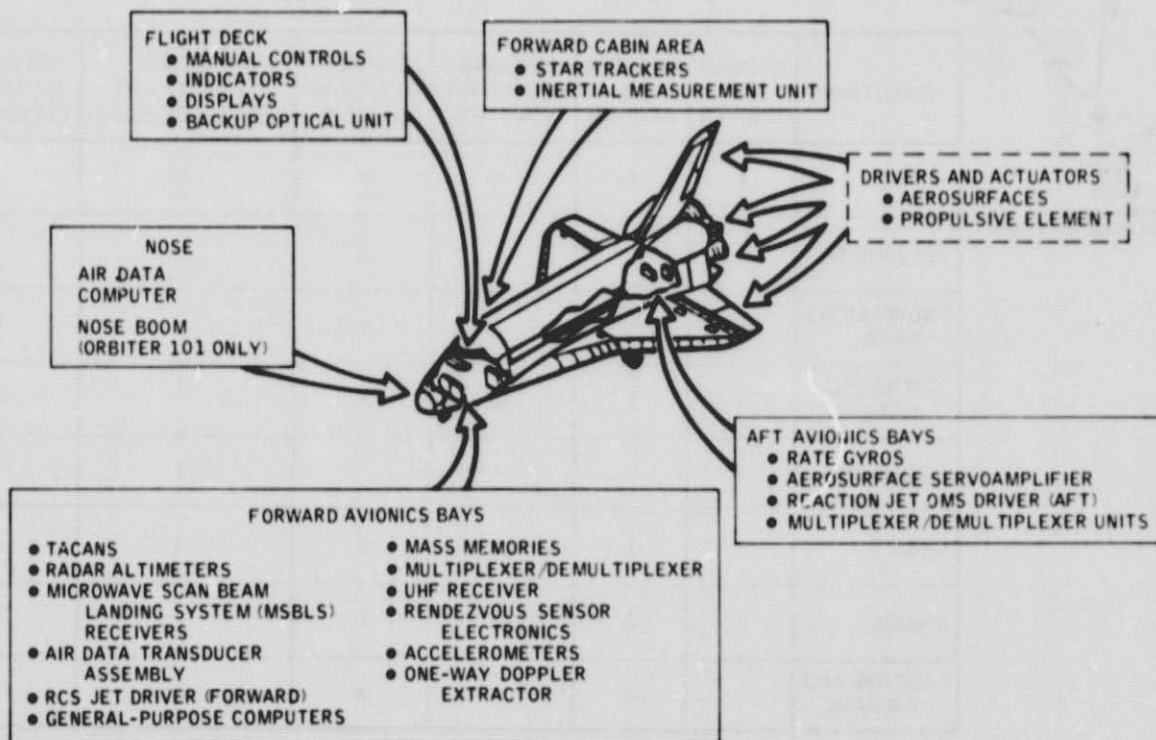 FLIGHT DECK
● MANUAL CONTROLS
● INDICATORS
● DISPLAYS
● BACKUP OPTICAL UNIT
FORWARD CABIN AREA
● STAR TRACKERS
● INERTIAL MEASUREMENT UNIT
DRIVERS AND ACTUATORS
● AEROSURFACES
● PROPULSIVE ELEMENT
NOSE
AIR DATA
COMPUTER
NOSE BOOM
(ORBITER 101 ONLY)
AFT AVIONICS BAYS
● RATE GYROS
● AEROSURFACE SERVOAMPLIFIER
● REACTION JET OMS DRIVER (AFT)
● MULTIPLEXER/DEMULTIPLEXER UNITS
FORWARD AVIONICS BAYS
● TACANS
● RADAR ALTIMETERS
● MICROWAVE SCAN BEAM
LANDING SYSTEM (MSBLS)
RECEIVERS
● AIR DATA TRANSDUCER
ASSEMBLY
● RCS JET DRIVER (FORWARD)
● GENERAL-PURPOSE COMPUTERS
● MASS MEMORIES
● MULTIPLEXER/DEMULTIPLEXER
● UHF RECEIVER
● RENDEZVOUS SENSOR
ELECTRONICS
● ACCELEROMETERS
● ONE-WAY DOPPLER
EXTRACTOR